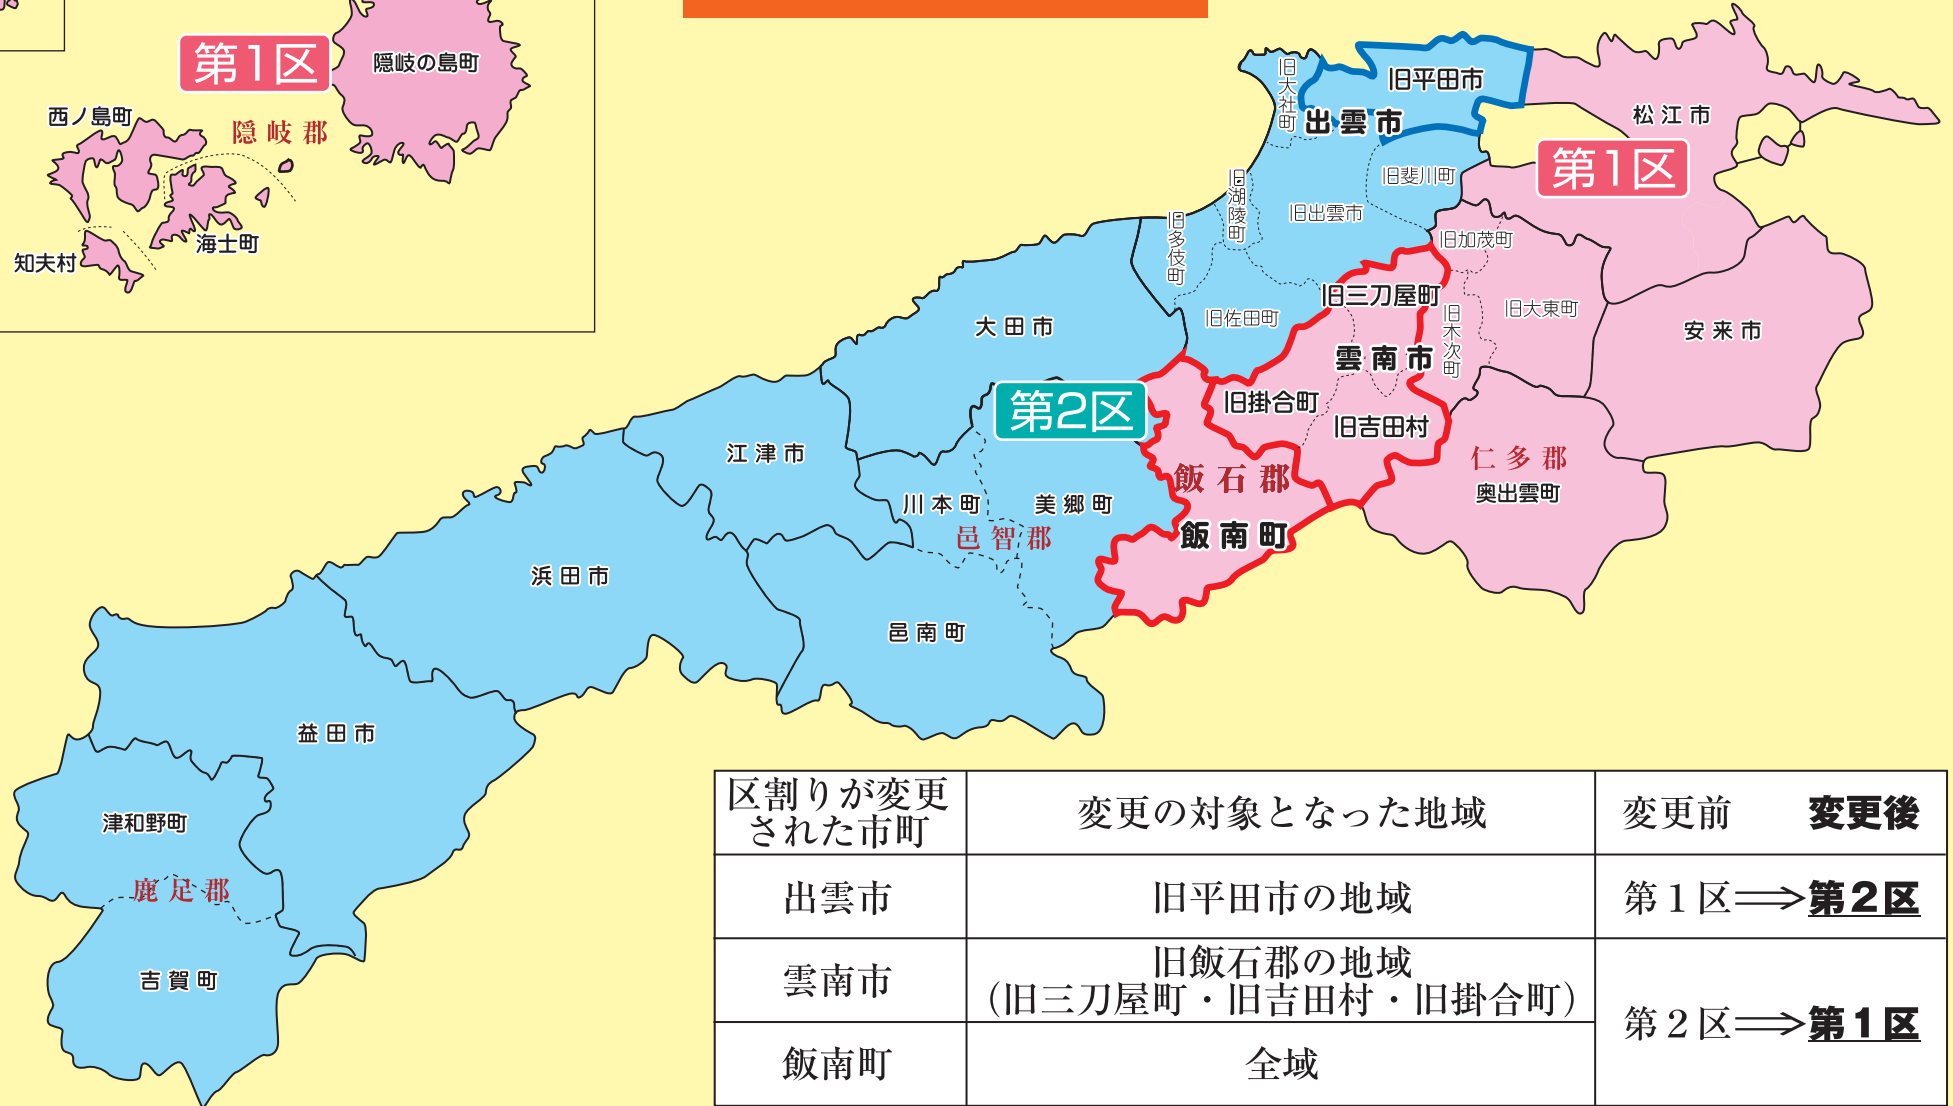 第1区
隠岐の島町
西ノ島町
隠岐郡
海士町
知夫村
旧大社町
旧平田市
出雲市
松江市
第1区
旧斐川町
旧湖陵町
旧出雲市
旧多伎町
旧加茂町
旧三刀屋町
旧佐田町
旧木次町
旧大東町
大田市
安来市
雲南市
第2区
旧掛合町
旧吉田村
江津市
仁多郡
飯石郡
奥出雲町
川本町
美郷町
邑智郡
飯南町
浜田市
邑南町
益田市
津和野町
鹿足郡
吉賀町
区割りが変更
された市町
変更の対象となった地域
変更前 変更後
出雲市
旧平田市の地域
第1区⇒第2区
雲南市
旧飯石郡の地域
(旧三刀屋町・旧吉田村・旧掛合町)
第2区⇒第1区
飯南町
全域